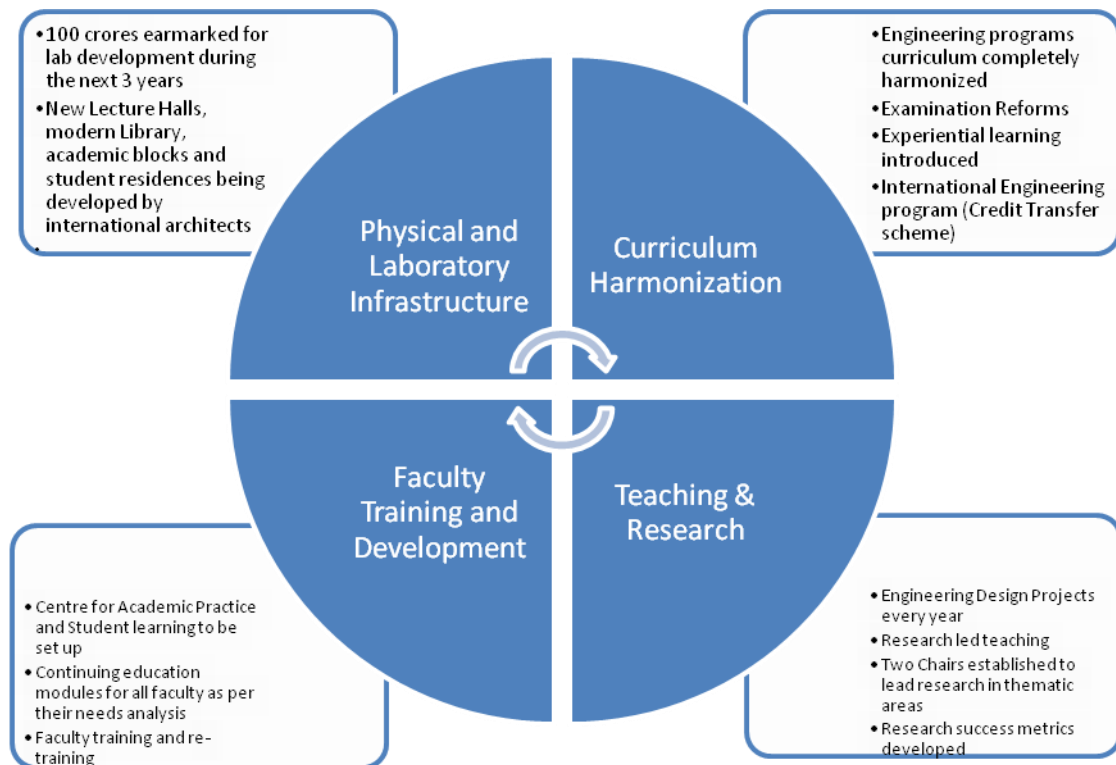 •100 crores earmarked for
lab development during
the next 3 years
•New Lecture Halls,
modern Library,
academic blocks and
student residences being
developed by
international architects
•
•Engineering programs
curriculum completely
harmonized
•Examination Reforms
•Experiential learning
introduced
•International Engineering
program (Credit Transfer
scheme)
Physical and
Laboratory
Infrastructure
Curriculum
Harmonization
Faculty
Training and
Development
Teaching &
Research
•Centre for Academic Practice
and Student learning to be
set up
•Continuing education
modules for all faculty as per
their needs analysis
•Faculty training and re-
training
•Engineering Design Projects
every year
•Research led teaching
•Two Chairs established to
lead research in thematic
areas
•Research success metrics
developed